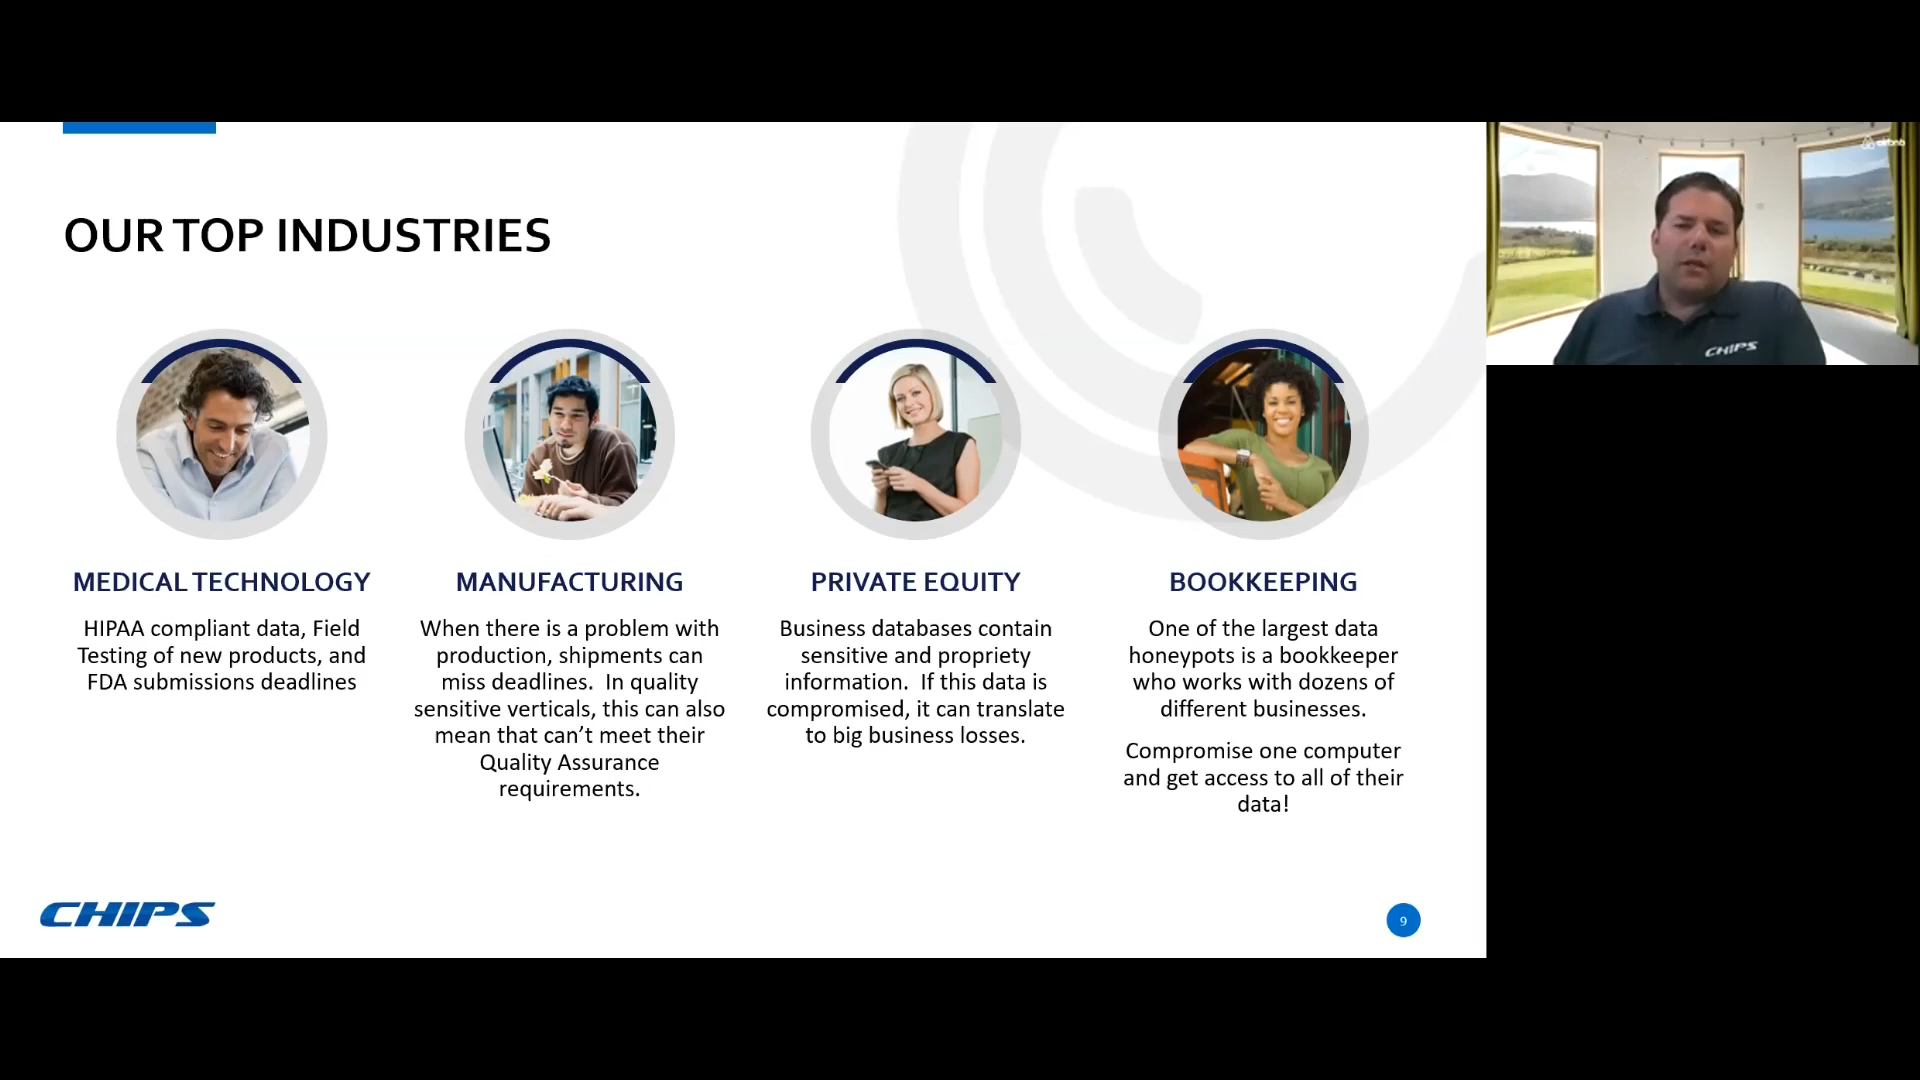 OUR TOP INDUSTRIES
MEDICAL TECHNOLOGY
HIPAA compliant data, Field
Testing of new products, and
FDA submissions deadlines
MANUFACTURING
When there is a problem with
production, shipments can
miss deadlines. In quality
sensitive verticals, this can also
mean that can’t meet their
Quality Assurance
requirements.
PRIVATE EQUITY
Business databases contain
sensitive and propriety
information. If this data is
compromised, it can translate
to big business losses.
BOOKKEEPING
One of the largest data
honeypots is a bookkeeper
who works with dozens of
different businesses.
Compromise one computer
and get access to all of their
data!
CHIPS
9
airbnb
CHIPS